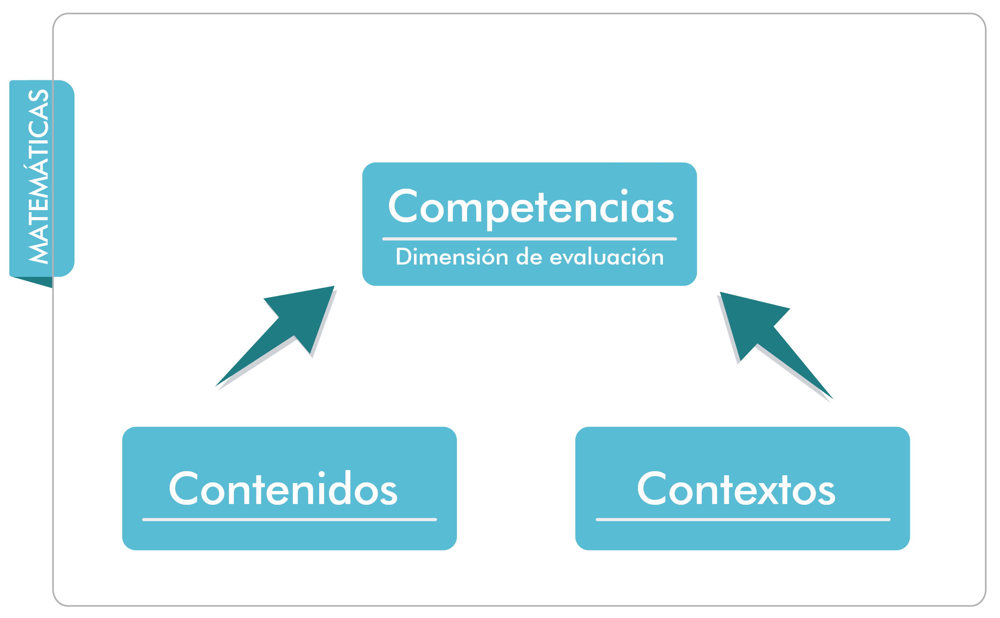 MATEMÁTICAS
Competencias
Dimensión de evaluación
Contenidos
Contextos